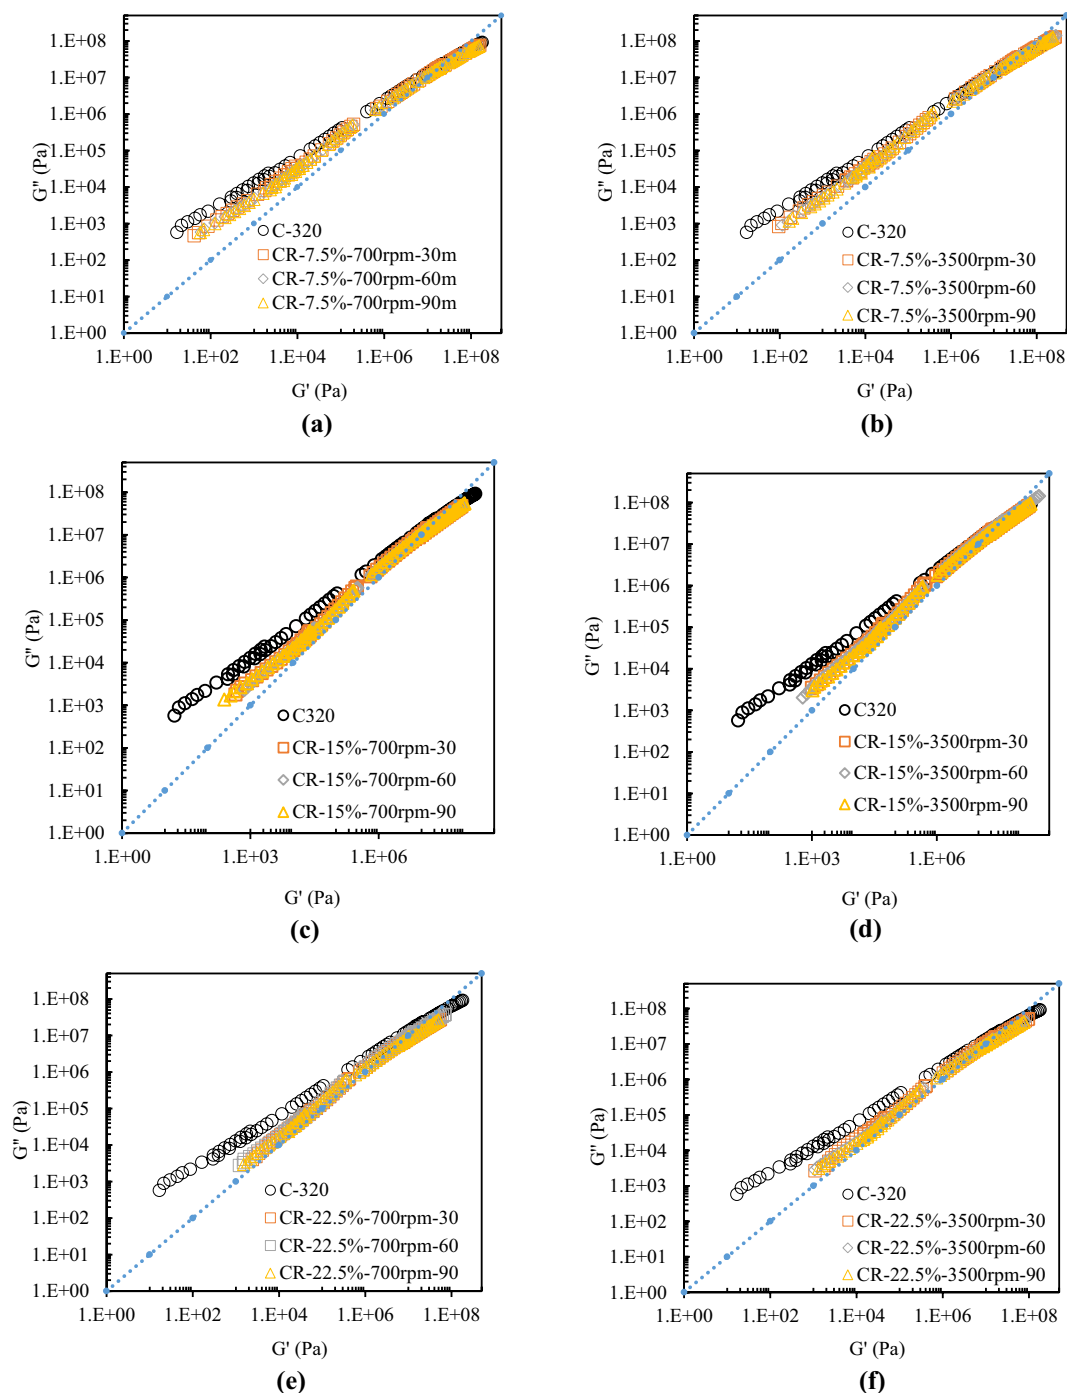 1.E+08
1.E+07
1.E+06
1.E+05
1.E+04
1.E+03
1.E+02
1.E+01
1.E+00
G'' (Pa)
C-320
CR-7.5%-700rpm-30m
CR-7.5%-700rpm-60m
CR-7.5%-700rpm-90m
1.E+00 1.E+02 1.E+04 1.E+06 1.E+08
G' (Pa)
(a)
1.E+08
1.E+07
1.E+06
1.E+05
1.E+04
1.E+03
1.E+02
1.E+01
1.E+00
G'' (Pa)
C-320
CR-7.5%-3500rpm-30
CR-7.5%-3500rpm-60
CR-7.5%-3500rpm-90
1.E+00 1.E+02 1.E+04 1.E+06 1.E+08
G' (Pa)
(b)
1.E+08
1.E+07
1.E+06
1.E+05
1.E+04
1.E+03
1.E+02
1.E+01
1.E+00
G'' (Pa)
C320
CR-15%-700rpm-30
CR-15%-700rpm-60
CR-15%-700rpm-90
1.E+00 1.E+03 1.E+06
G' (Pa)
(c)
1.E+08
1.E+07
1.E+06
1.E+05
1.E+04
1.E+03
1.E+02
1.E+01
1.E+00
G'' (Pa)
C320
CR-15%-3500rpm-30
CR-15%-3500rpm-60
CR-15%-3500rpm-90
1.E+00 1.E+03 1.E+06
G' (Pa)
(d)
1.E+08
1.E+07
1.E+06
1.E+05
1.E+04
1.E+03
1.E+02
1.E+01
1.E+00
G'' (Pa)
C-320
CR-22.5%-700rpm-30
CR-22.5%-700rpm-60
CR-22.5%-700rpm-90
1.E+00 1.E+02 1.E+04 1.E+06 1.E+08
G' (Pa)
(e)
1.E+08
1.E+07
1.E+06
1.E+05
1.E+04
1.E+03
1.E+02
1.E+01
1.E+00
G'' (Pa)
C-320
CR-22.5%-3500rpm-30
CR-22.5%-3500rpm-60
CR-22.5%-3500rpm-90
1.E+00 1.E+02 1.E+04 1.E+06 1.E+08
G' (Pa)
(f)